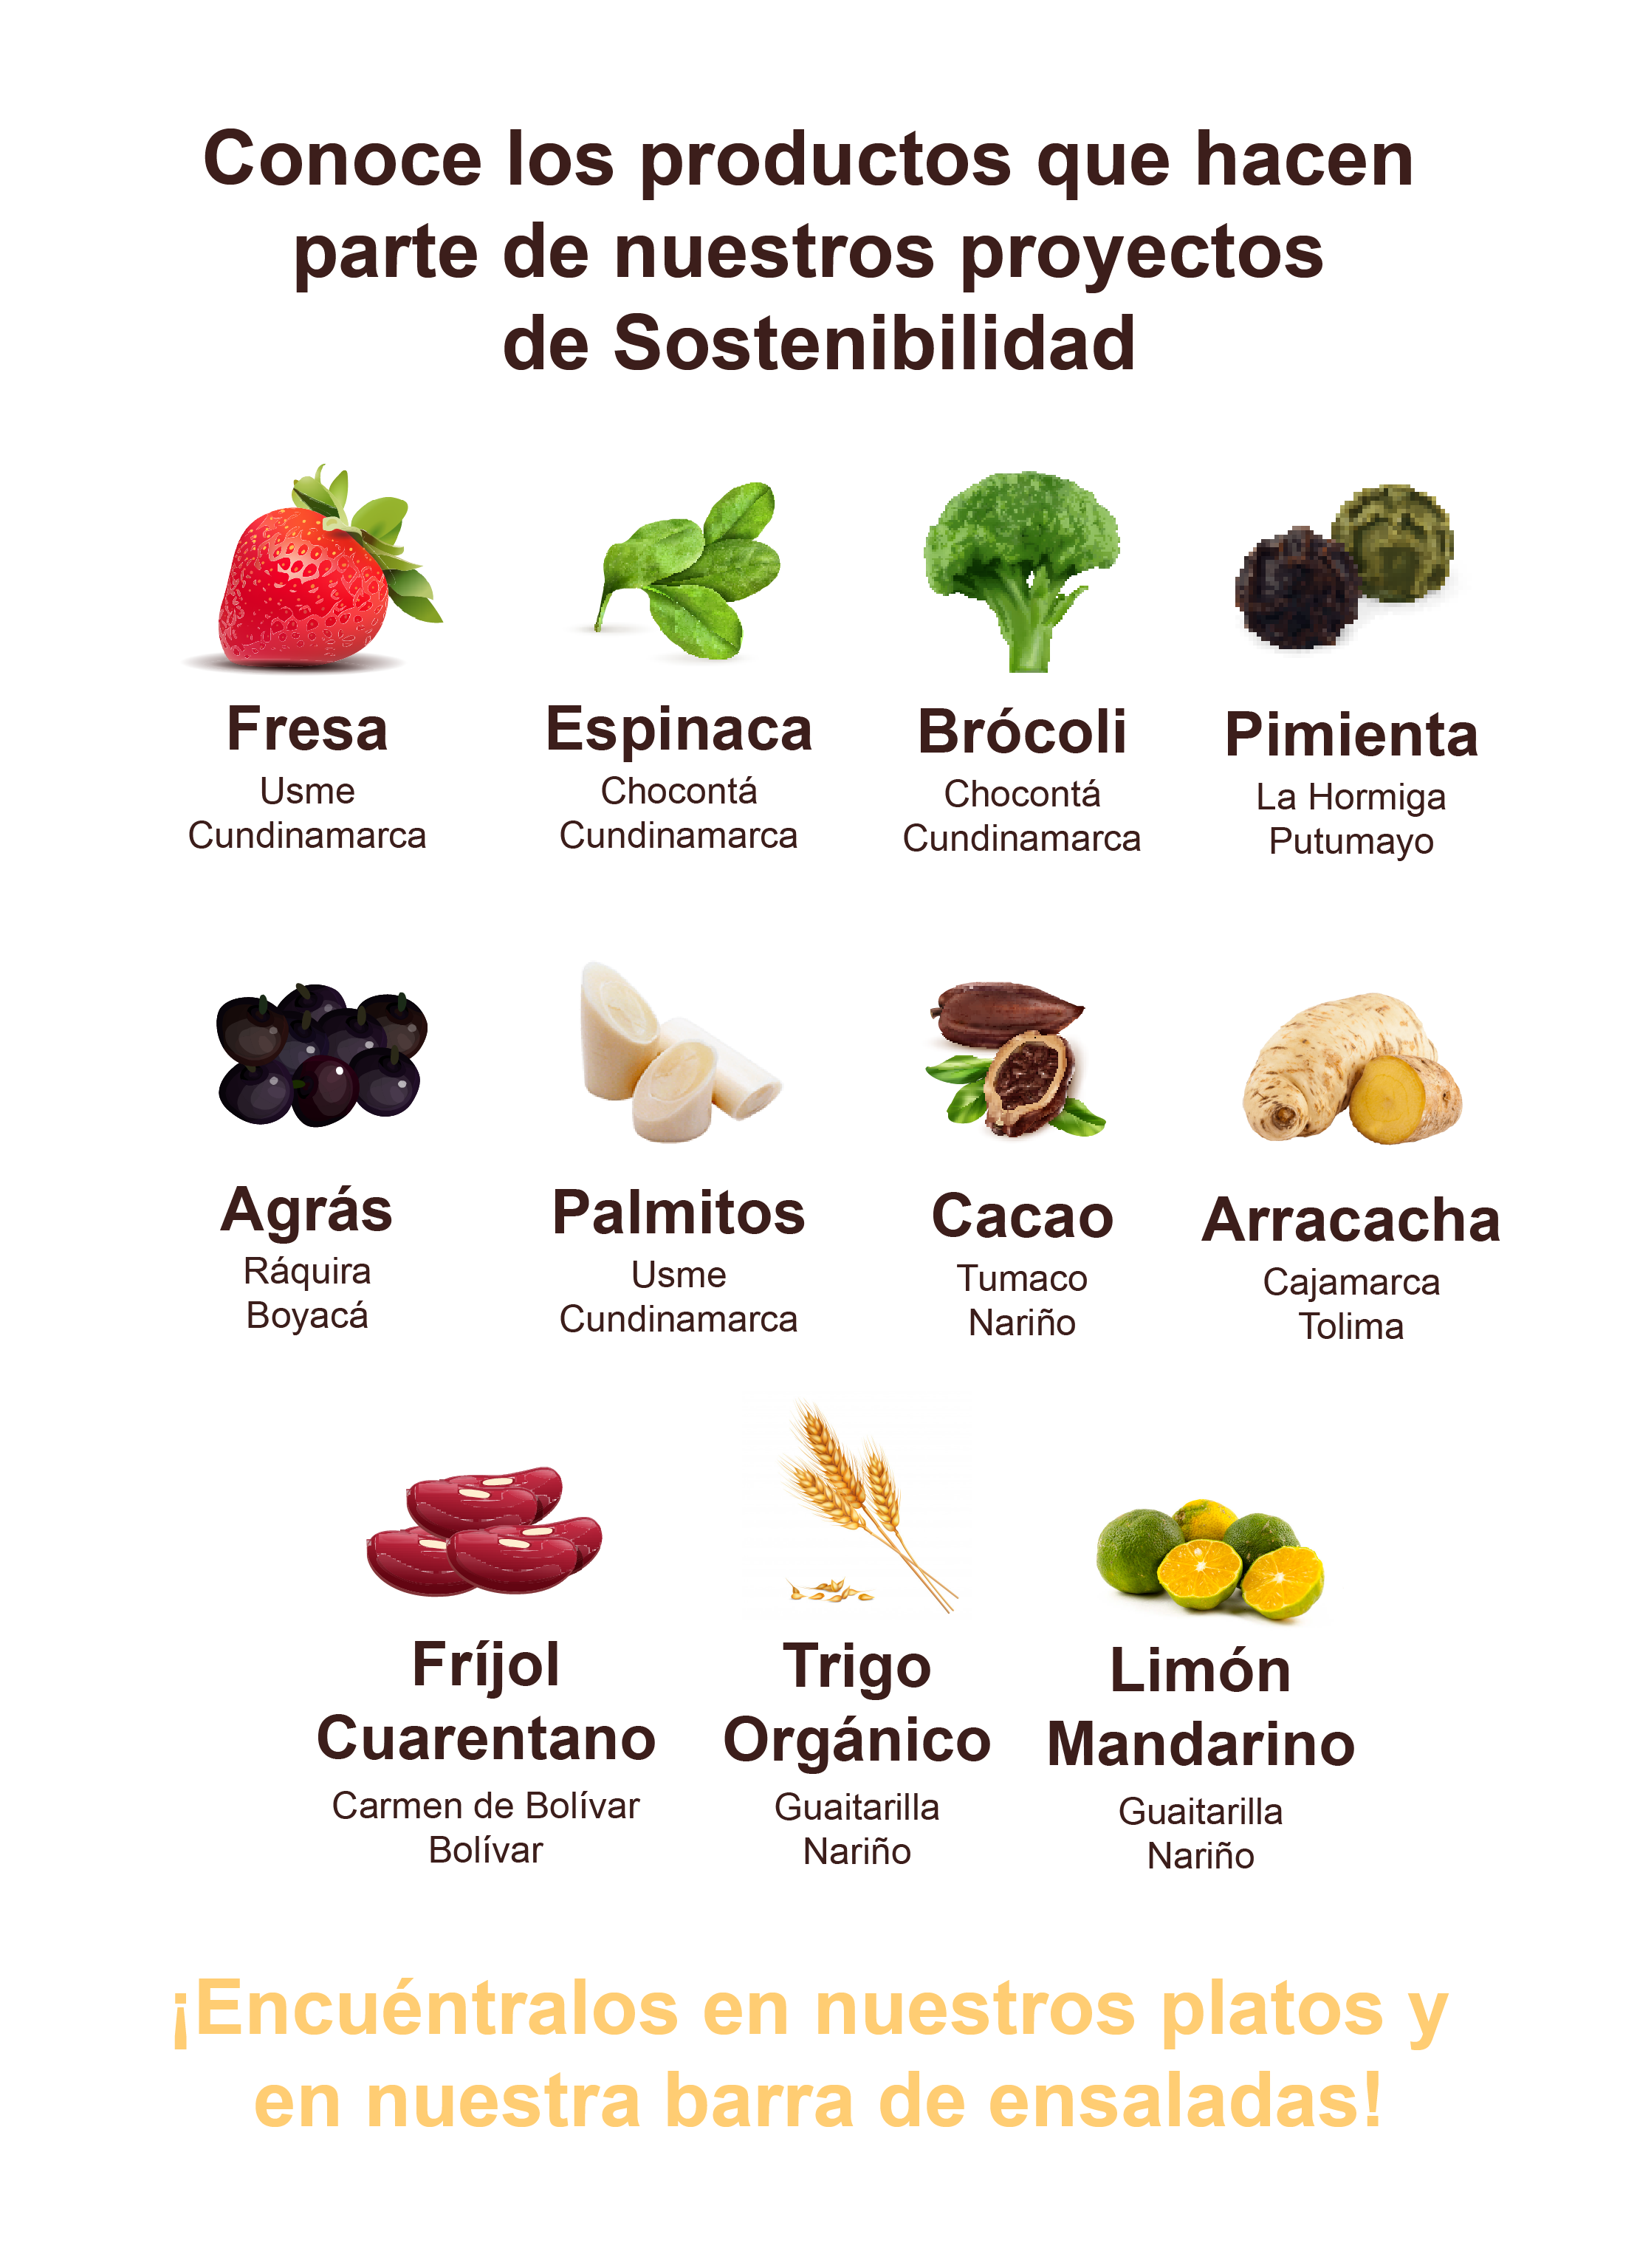 Conoce los productos que hacen
parte de nuestros proyectos
de Sostenibilidad
Fresa
Usme
Cundinamarca
Espinaca
Chocontá
Cundinamarca
Brócoli
Chocontá
Cundinamarca
Pimienta
La Hormiga
Putumayo
Agrás
Ráquira
Boyacá
Palmitos
Usme
Cundinamarca
Cacao
Tumaco
Nariño
Arracacha
Cajamarca
Tolima
Fríjol
Cuarentano
Carmen de Bolívar
Bolívar
Trigo
Orgánico
Guaitarilla
Nariño
Limón
Mandarino
Guaitarilla
Nariño
¡Encuéntralos en nuestros platos y
en nuestra barra de ensaladas!